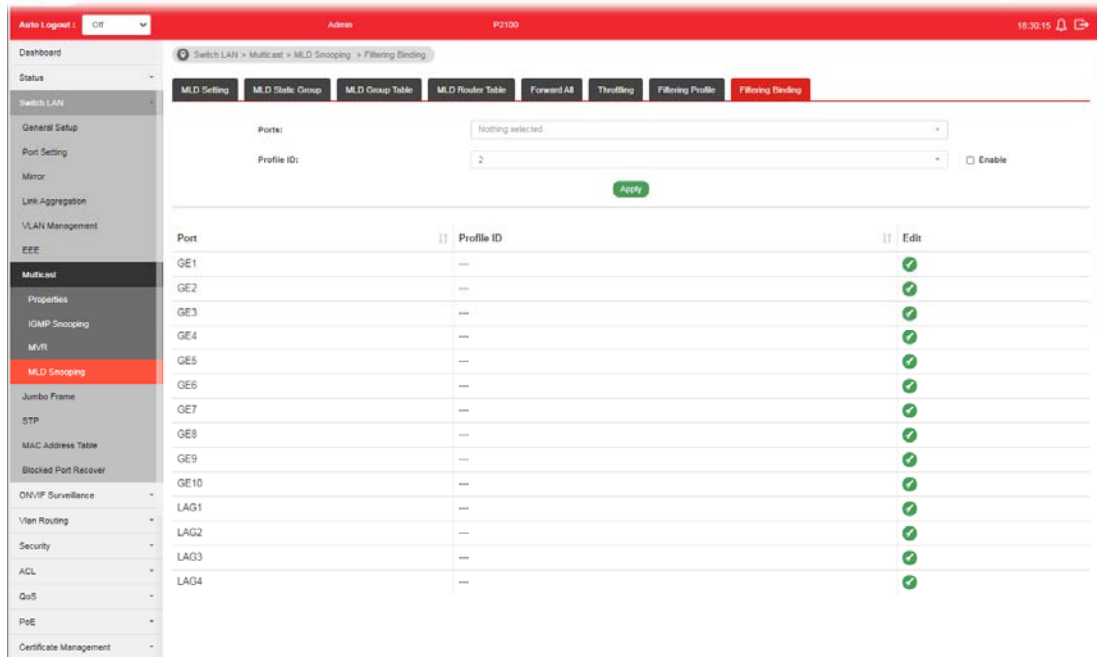 Auto Logout : Off Admin P2100 18:30:15
Dashboard
Status
Switch LAN
General Setup
Port Setting
Mirror
Link Aggregation
VLAN Management
EEE
Multicast
Properties
IGMP Snooping
MVR
MLD Snooping
Jumbo Frame
STP
MAC Address Table
Blocked Port Recover
ONVIF Surveillance
Vlan Routing
Security
ACL
QoS
PoE
Certificate Management
Switch LAN > Multicast > MLD Snooping > Filtering Binding
MLD Setting MLD Static Group MLD Group Table MLD Router Table Forward All Throttling Filtering Profile Filtering Binding
Ports: Nothing selected
Profile ID: 2 Enable
Apply
Port Profile ID Edit
GE1 ---
GE2 ---
GE3 ---
GE4 ---
GE5 ---
GE6 ---
GE7 ---
GE8 ---
GE9 ---
GE10 ---
LAG1 ---
LAG2 ---
LAG3 ---
LAG4 ---